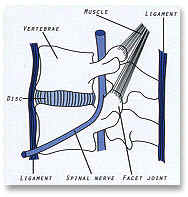 MUSCLE
LIGAMENT
VERTEBRAE
DISC
LIGAMENT
SPINAL NERVE
FACET JOINT